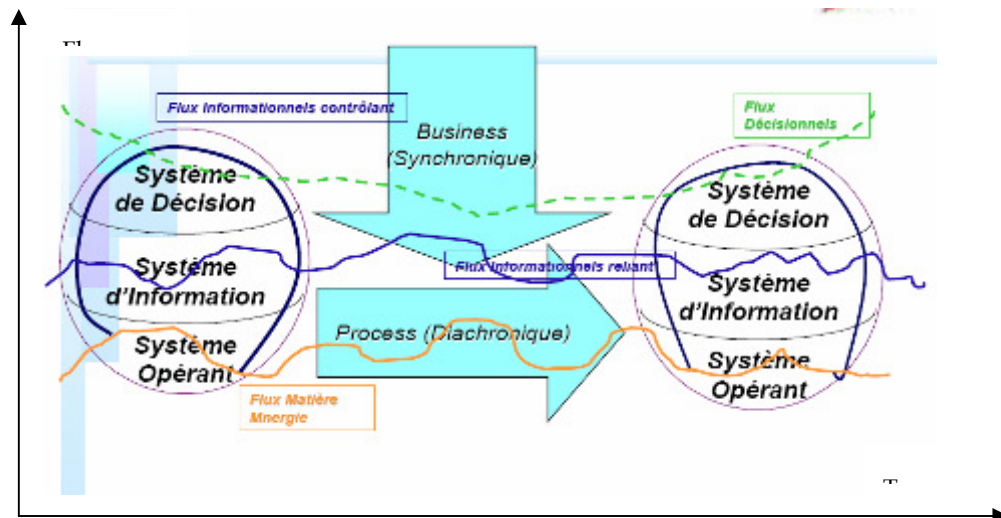 Flux Informationnels contrôlant
Flux
Décisionnels
Business
(Synchronique)
Système
de Décision
Système
de Décision
Flux Informationnels reliant
Système
d'Information
Système
d'Information
Process (Diachronique)
Système
Opérant
Système
Opérant
Flux Matière
Mnergie